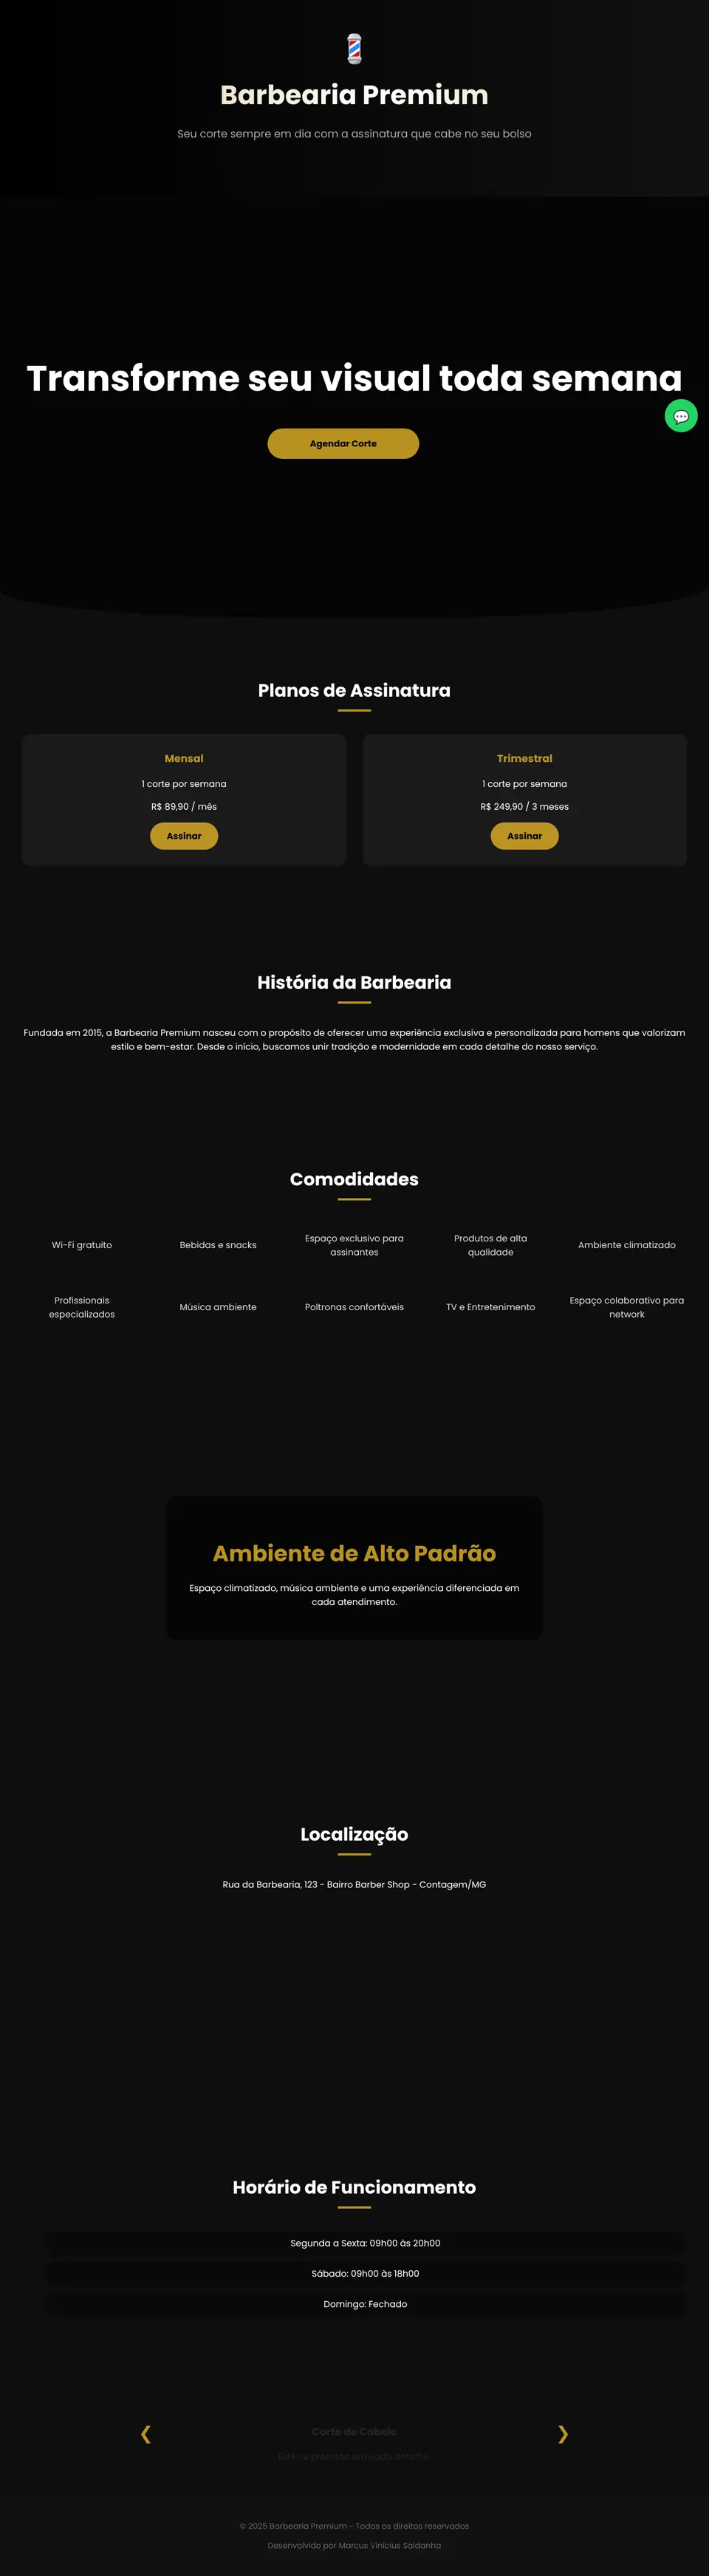 Barbearia Premium
Seu corte sempre em dia com a assinatura que cabe no seu bolso
Transforme seu visual toda semana
Agendar Corte
Planos de Assinatura
Mensal
1 corte por semana
R$ 89,90 / mês
Assinar
Trimestral
1 corte por semana
R$ 249,90 / 3 meses
Assinar
História da Barbearia
Fundada em 2015, a Barbearia Premium nasceu com o propósito de oferecer uma experiência exclusiva e personalizada para homens que valorizam
estilo e bem-estar. Desde o início, buscamos unir tradição e modernidade em cada detalhe do nosso serviço.
Comodidades
Wi-Fi gratuito
Bebidas e snacks
Espaço exclusivo para
assinantes
Produtos de alta
qualidade
Ambiente climatizado
Profissionais
especializados
Música ambiente
Poltronas confortáveis
TV e Entretenimento
Espaço colaborativo para
network
Ambiente de Alto Padrão
Espaço climatizado, música ambiente e uma experiência diferenciada em
cada atendimento.
Localização
Rua da Barbearia, 123 - Bairro Barber Shop - Contagem/MG
Horário de Funcionamento
Segunda a Sexta: 09h00 às 20h00
Sábado: 09h00 às 18h00
Domingo: Fechado
❮
❯
Corte de Cabelo
Estilo e precisão em cada detalhe
© 2025 Barbearia Premium - Todos os direitos reservados
Desenvolvido por Marcus Vinícius Saldanha